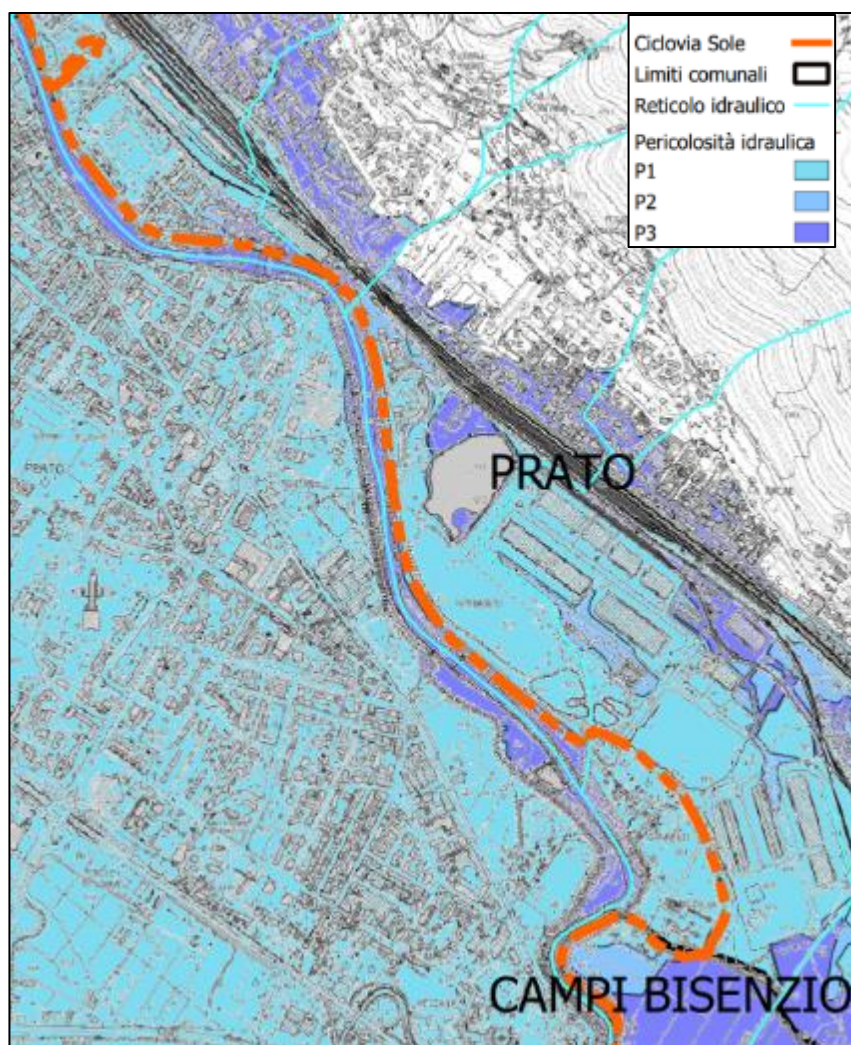 Ciclovia Sole
Limiti comunali
Reticolo idraulico
Pericolosità idraulica
P1
P2
P3
PRATO
PRATO
CAMPI BISENZIO